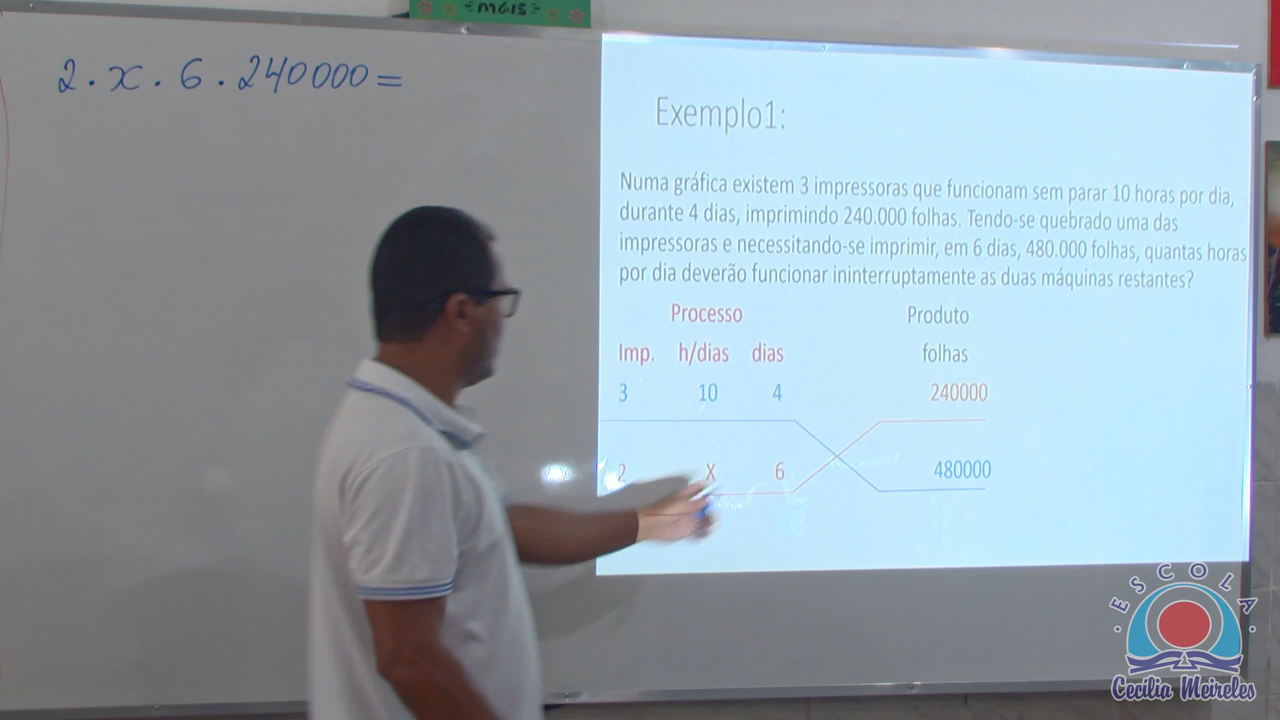 MAIS
2 . x . 6 . 240000 =
Exemplo1:
Numa gráfica existem 3 impressoras que funcionam sem parar 10 horas por dia,
durante 4 dias, imprimindo 240.000 folhas. Tendo-se quebrado uma das
impressoras e necessitando-se imprimir, em 6 dias, 480.000 folhas, quantas horas
por dia deverão funcionar ininterruptamente as duas máquinas restantes?
Processo Produto
Imp. h/dias dias folhas
3 10 4 240000
2 X 6 480000
ESCOLA
Cecilia Meireles